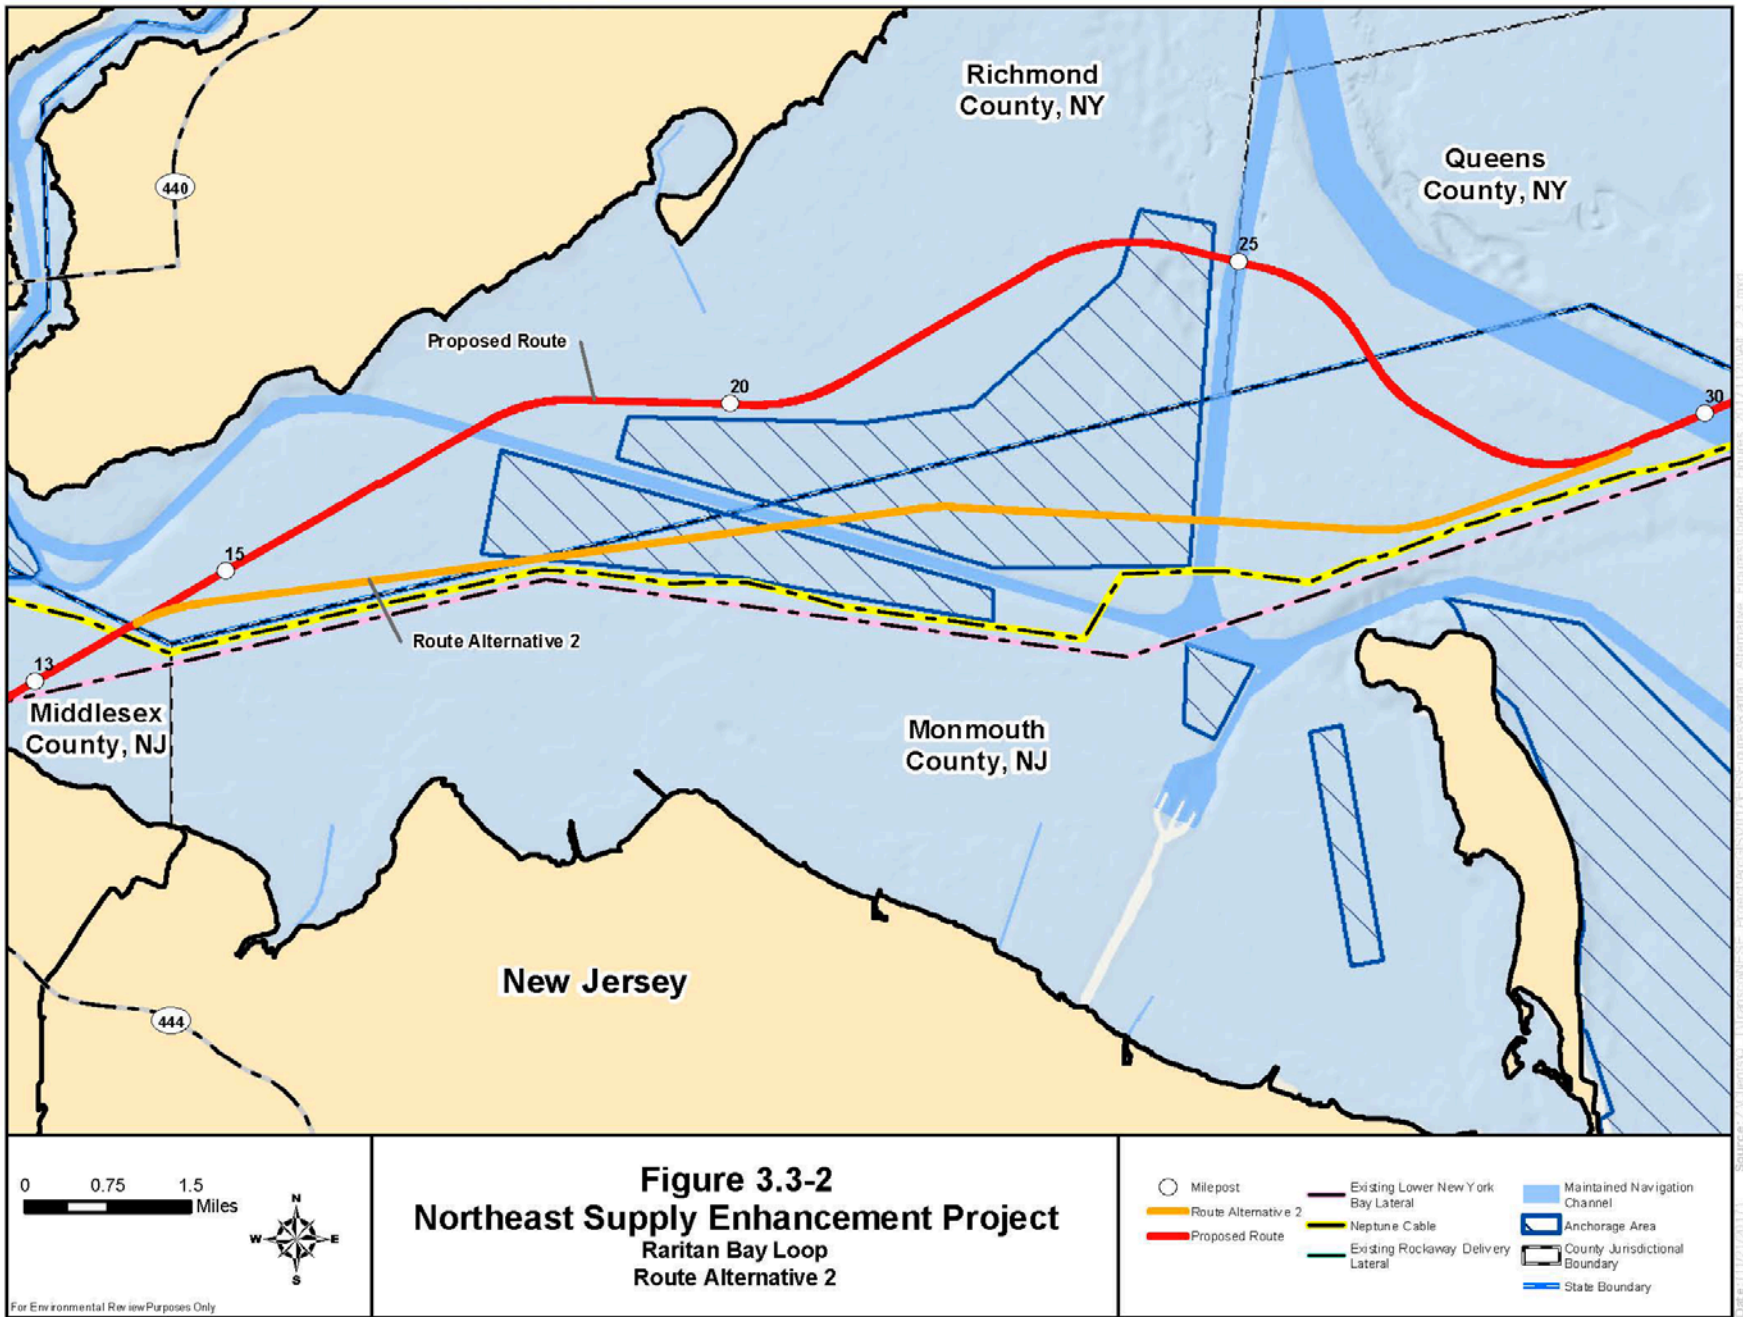 Richmond
County, NY
Queens
County, NY
440
25
Proposed Route
20
30
15
Route Alternative 2
13
Middlesex
County, NJ
Monmouth
County, NJ
New Jersey
444
0 0.75 1.5
Miles
N
W E
S
For Environmental Review Purposes Only
Figure 3.3-2
Northeast Supply Enhancement Project
Raritan Bay Loop
Route Alternative 2
Milepost
Route Alternative 2
Proposed Route
Existing Lower New York
Bay Lateral
Neptune Cable
Existing Rockaway Delivery
Lateral
Maintained Navigation
Channel
Anchorage Area
County Jurisdictional
Boundary
State Boundary